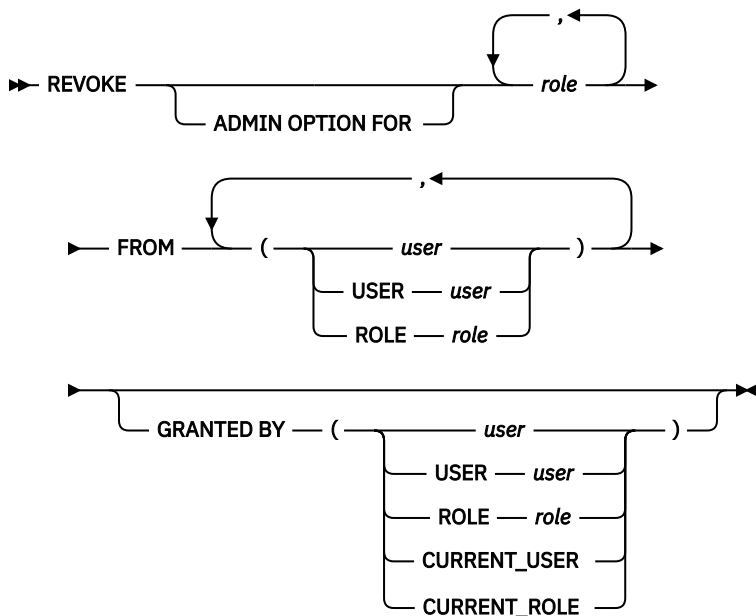 ,
REVOKE role
ADMIN OPTION FOR
,
FROM ( user )
USER user
ROLE role
GRANTED BY ( user )
USER user
ROLE role
CURRENT_USER
CURRENT_ROLE